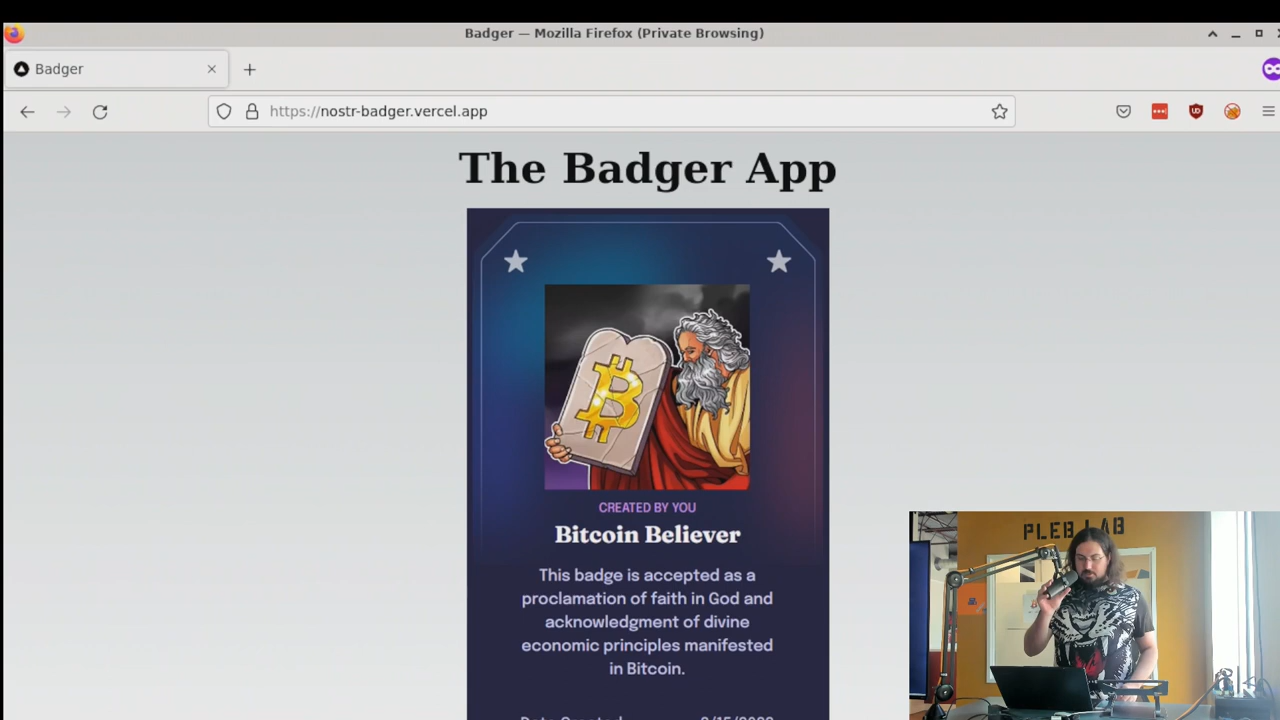 Badger — Mozilla Firefox (Private Browsing)
Badger
https://nostr-badger.vercel.app
The Badger App
CREATED BY YOU
Bitcoin Believer
This badge is accepted as a
proclamation of faith in God and
acknowledgment of divine
economic principles manifested
in Bitcoin.
PLEB LAB